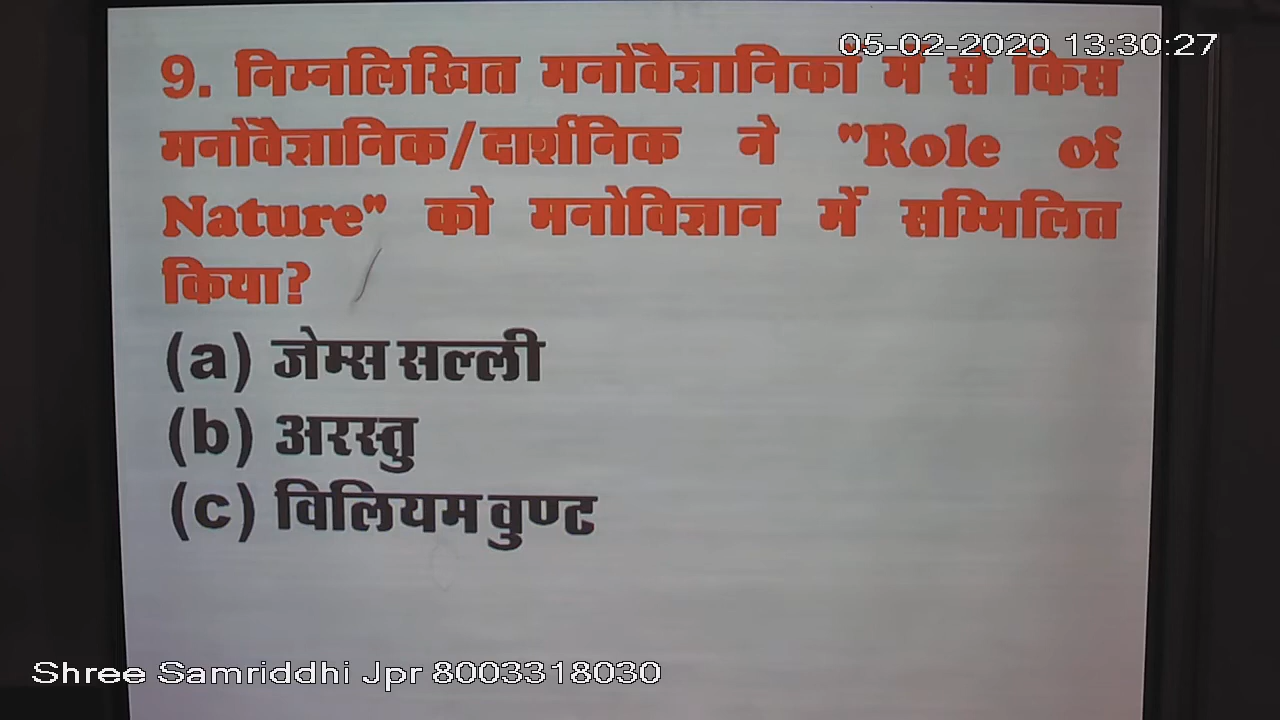 05-02-2020 13:30:27
9. निम्नलिखित मनोवैज्ञानिकों में से किस
मनोवैज्ञानिक/दार्शनिक ने "Role of
Nature" को मनोविज्ञान में सम्मिलित
किया?
(a) जेम्स सल्ली
(b) अरस्तु
(c) विलियम वुण्ट
Shree Samriddhi Jpr 8003318030